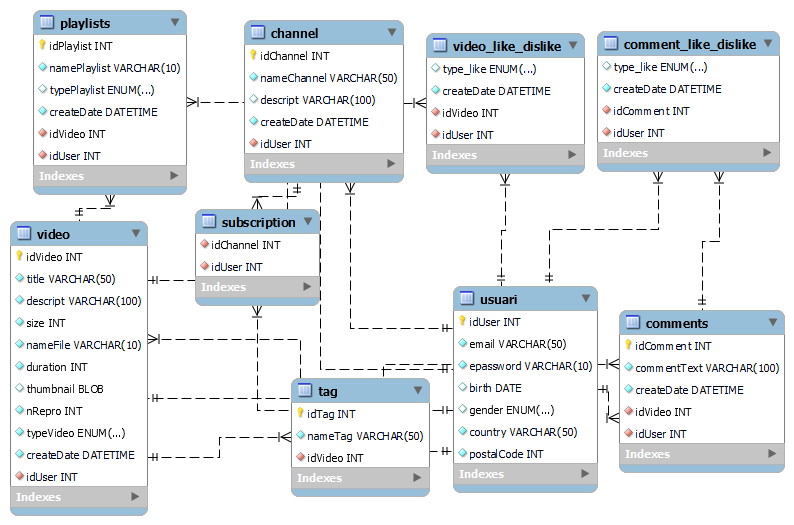 playlists
idPlaylist INT
namePlaylist VARCHAR(10)
typePlaylist ENUM(...)
createDate DATETIME
idVideo INT
idUser INT
Indexes
channel
idChannel INT
nameChannel VARCHAR(50)
descript VARCHAR(100)
createDate DATETIME
idUser INT
Indexes
video_like_dislike
type_like ENUM(...)
createDate DATETIME
idVideo INT
idUser INT
Indexes
comment_like_dislike
type_like ENUM(...)
createDate DATETIME
idComment INT
idUser INT
Indexes
video
idVideo INT
title VARCHAR(50)
descript VARCHAR(100)
size INT
nameFile VARCHAR(10)
duration INT
thumbnail BLOB
nRepro INT
typeVideo ENUM(...)
createDate DATETIME
idUser INT
Indexes
subscription
idChannel INT
idUser INT
Indexes
tag
idTag INT
nameTag VARCHAR(50)
idVideo INT
Indexes
usuari
idUser INT
email VARCHAR(50)
epassword VARCHAR(10)
birth DATE
gender ENUM(...)
country VARCHAR(50)
postalCode INT
Indexes
comments
idComment INT
commentText VARCHAR(100)
createDate DATETIME
idVideo INT
idUser INT
Indexes